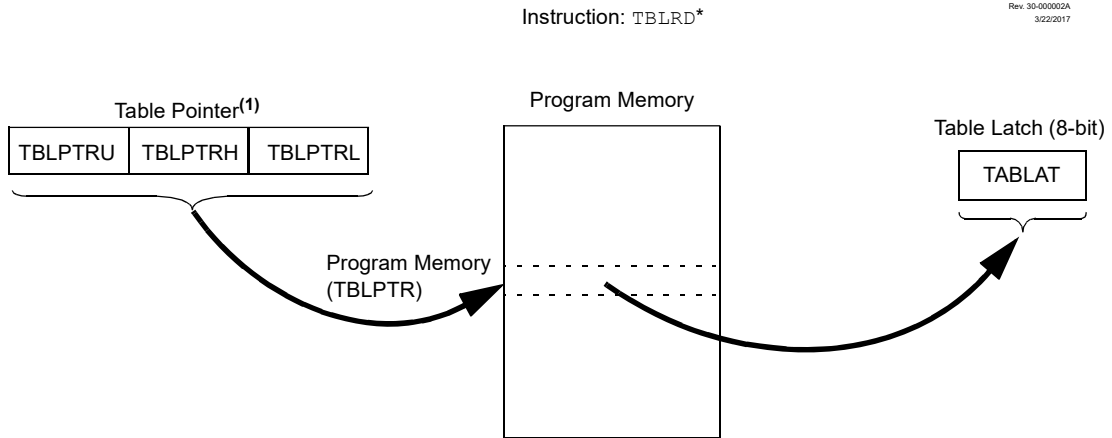 Instruction: TBLRD*
Rev. 30-000002A
3/22/2017
Table Pointer(1)
TBLPTRU TBLPTRH TBLPTRL
Program Memory
Table Latch (8-bit)
TABLAT
Program Memory
(TBLPTR)